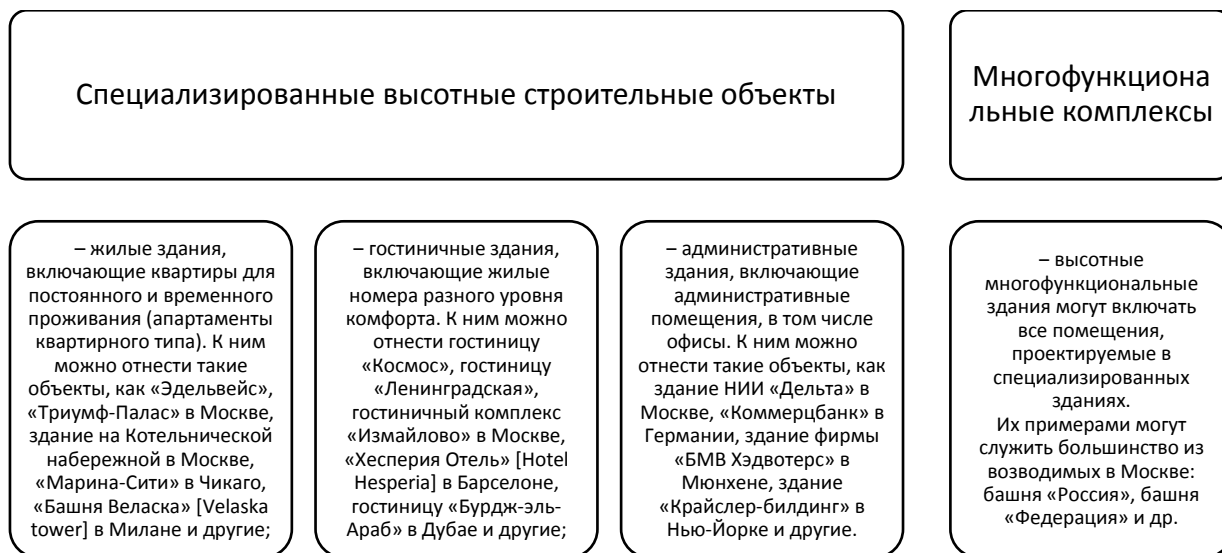 Специализированные высотные строительные объекты
Многофункциона
льные комплексы
– жилые здания,
включающие квартиры для
постоянного и временного
проживания (апартаменты
квартирного типа). К ним
можно отнести такие
объекты, как «Эдельвейс»,
«Триумф-Палас» в Москве,
здание на Котельнической
набережной в Москве,
«Марина-Сити» в Чикаго,
«Башня Веласка» [Velaska
tower] в Милане и другие;
– гостиничные здания,
включающие жилые
номера разного уровня
комфорта. К ним можно
отнести гостиницу
«Космос», гостиницу
«Ленинградская»,
гостиничный комплекс
«Измайлово» в Москве,
«Хесперия Отель» [Hotel
Hesperia] в Барселоне,
гостиницу «Бурдж-эль-
Араб» в Дубае и другие;
– административные
здания, включающие
административные
помещения, в том числе
офисы. К ним можно
отнести такие объекты, как
здание НИИ «Дельта» в
Москве, «Коммерцбанк» в
Германии, здание фирмы
«БМВ Хэдвотерс» в
Мюнхене, здание
«Крайслер-билдинг» в
Нью-Йорке и другие.
– высотные
многофункциональные
здания могут включать
все помещения,
проектируемые в
специализированных
зданиях.
Их примерами могут
служить большинство из
возводимых в Москве:
башня «Россия», башня
«Федерация» и др.